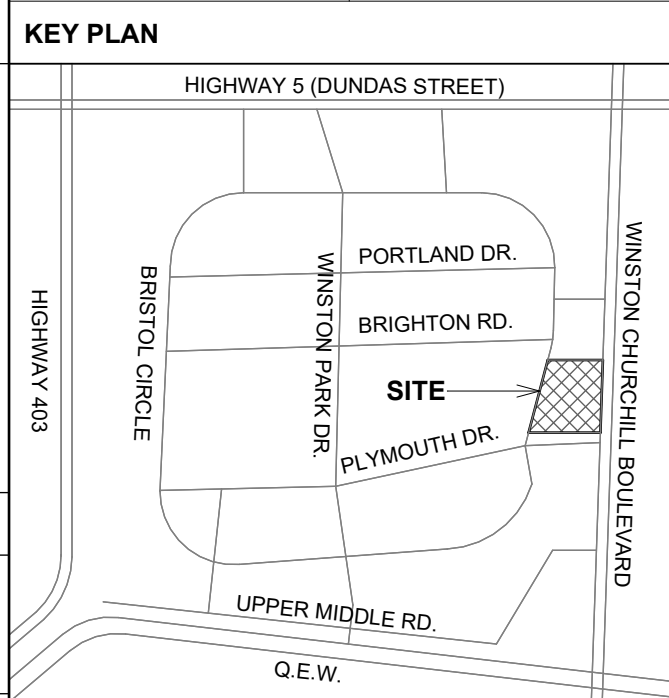 KEY PLAN
HIGHWAY 5 (DUNDAS STREET)
PORTLAND DR.
BRIGHTON RD.
SITE
PLYMOUTH DR.
WINSTON PARK DR.
BRISTOL CIRCLE
HIGHWAY 403
WINSTON CHURCHILL BOULEVARD
UPPER MIDDLE RD.
Q.E.W.